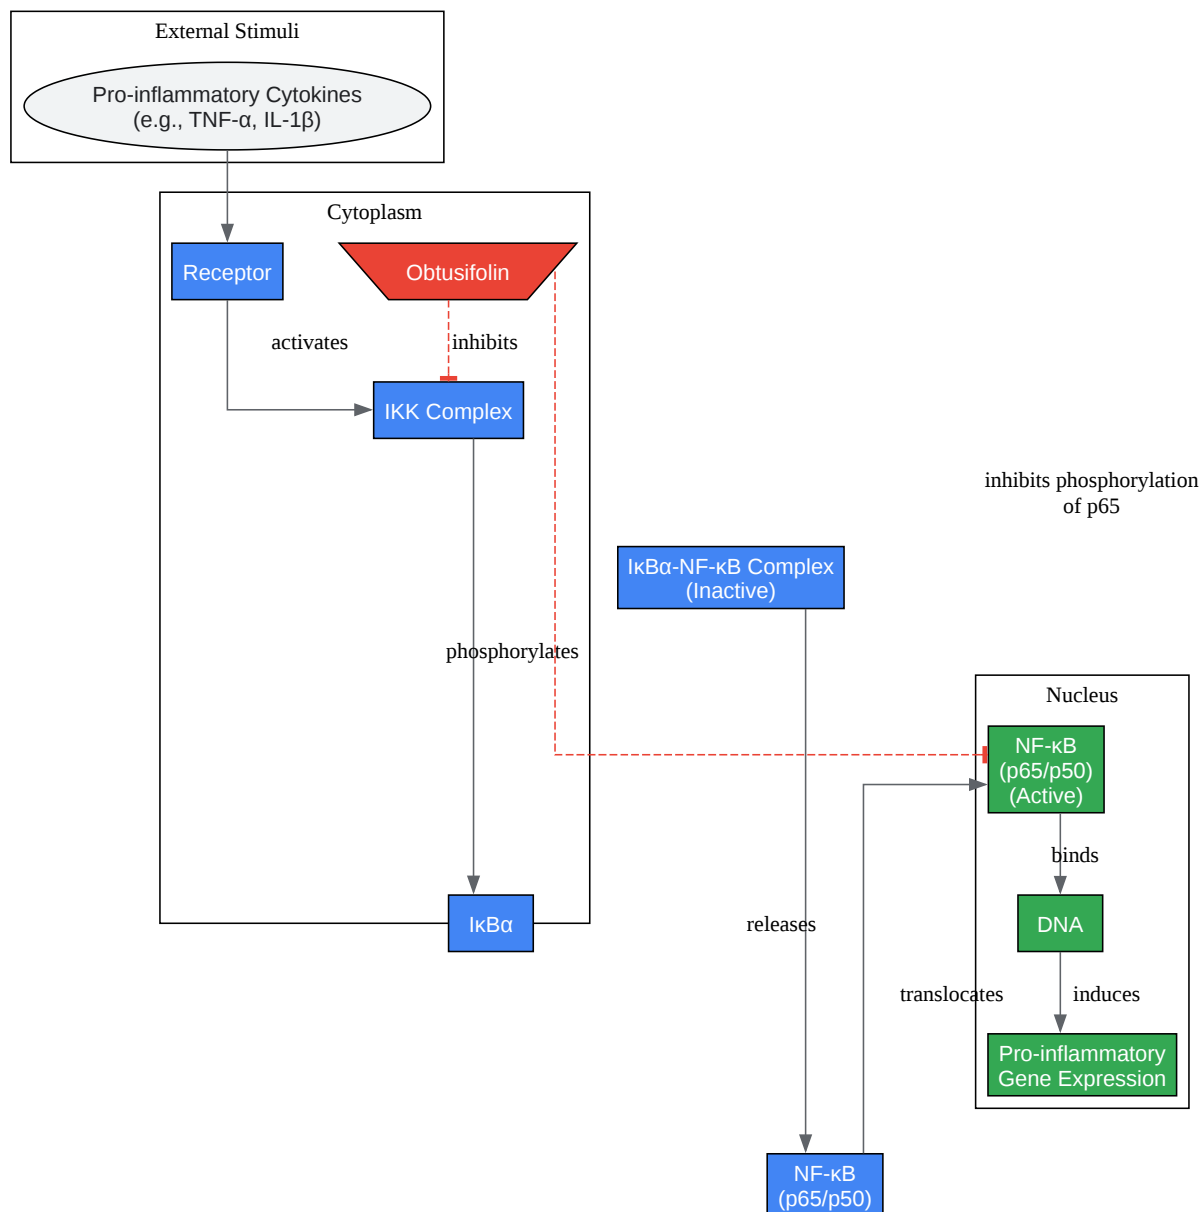 External Stimuli
Pro-inflammatory Cytokines
(e.g., TNF-α, IL-1β)
Cytoplasm
Receptor
Obtusifolin
activates
inhibits
IKK Complex
inhibits phosphorylation
of p65
IκBα-NF-κB Complex
(Inactive)
phosphorylates
Nucleus
NF-κB
(p65/p50)
(Active)
binds
IκBα
releases
DNA
translocates
induces
Pro-inflammatory
Gene Expression
NF-κB
(p65/p50)